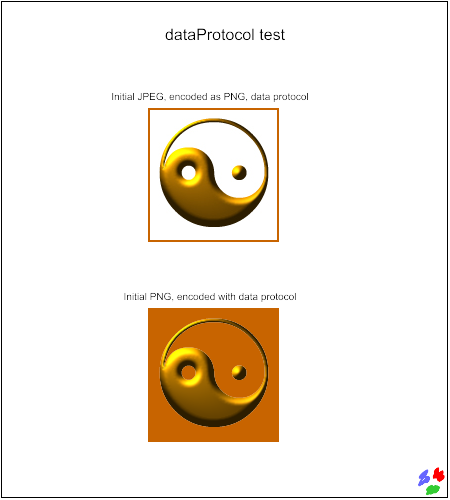 dataProtocol test
Initial JPEG, encoded as PNG, data protocol
Initial PNG, encoded with data protocol